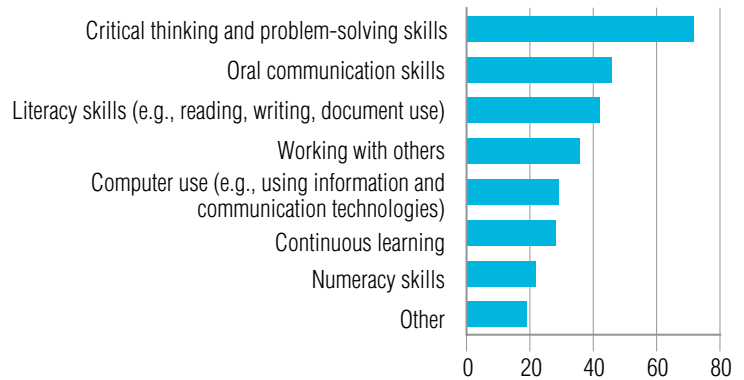 Critical thinking and problem-solving skills
Oral communication skills
Literacy skills (e.g., reading, writing, document use)
Working with others
Computer use (e.g., using information and
communication technologies)
Continuous learning
Numeracy skills
Other
0 20 40 60 80